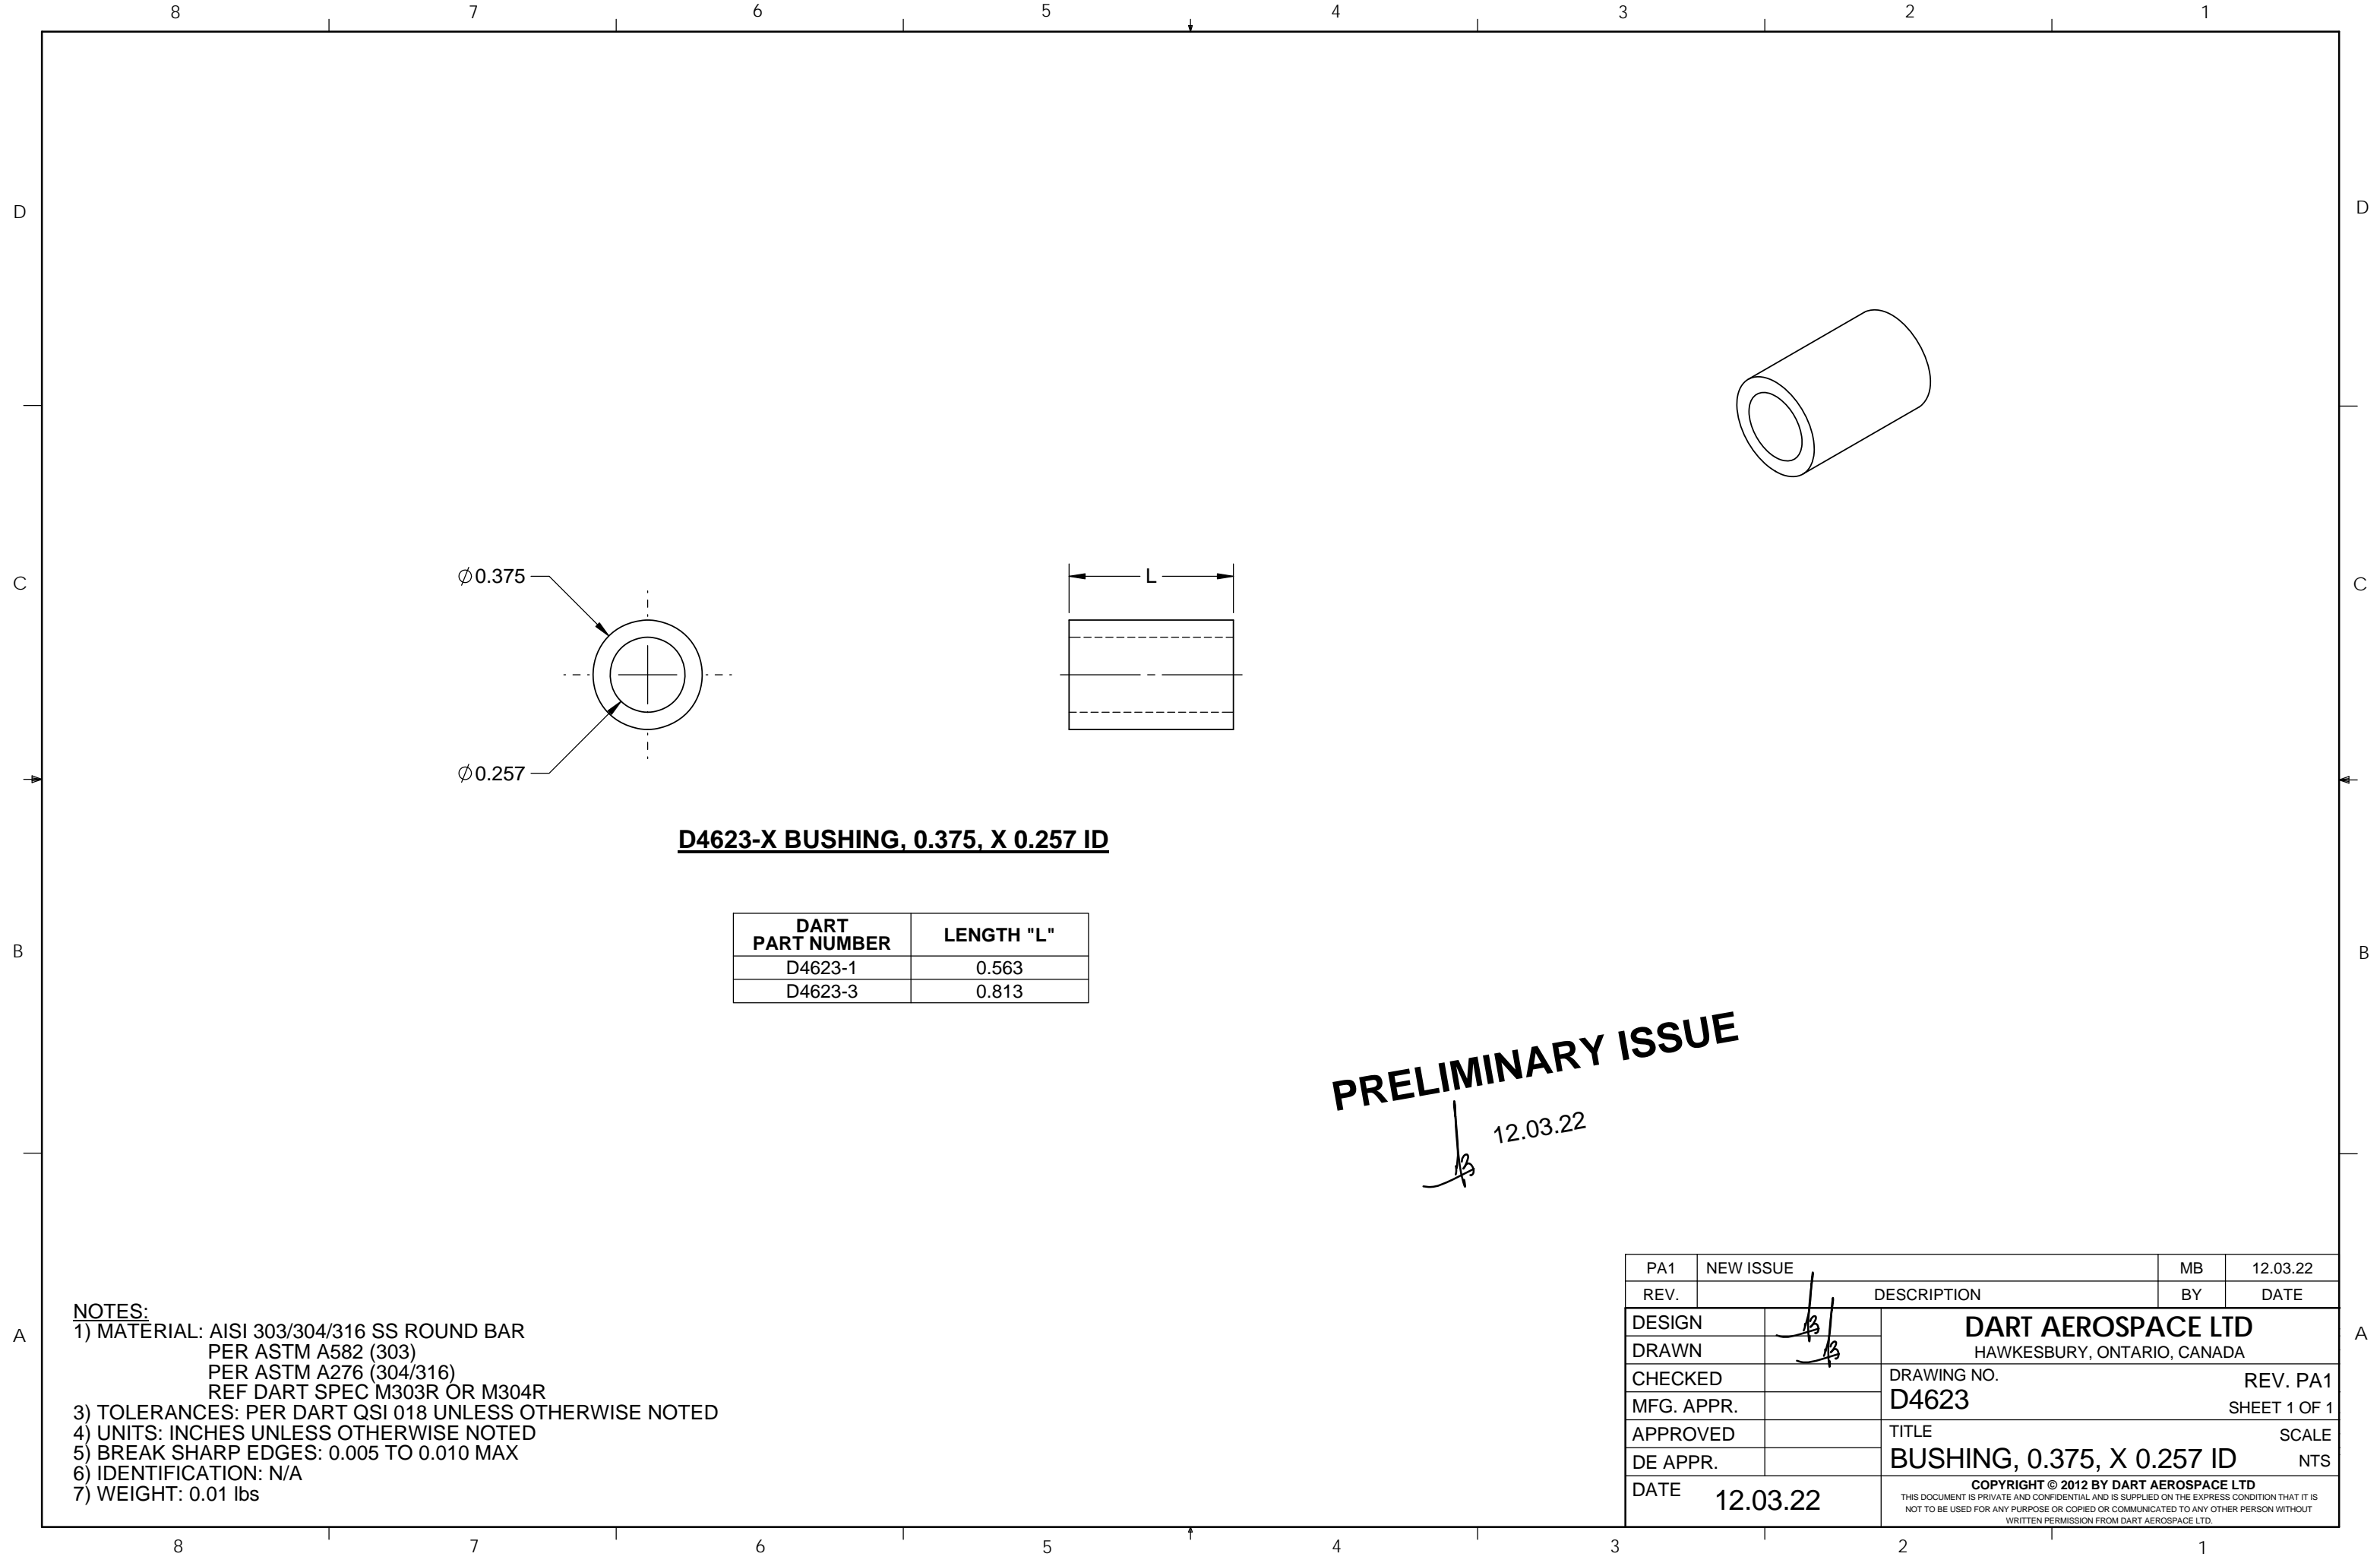 8 7 6 5 4 3 2 1
D D
C C
B B
A A
⌀0.375
L
⌀0.257
D4623-X BUSHING, 0.375, X 0.257 ID
DART PART NUMBER LENGTH "L"
D4623-1 0.563
D4623-3 0.813
PRELIMINARY ISSUE
12.03.22
NOTES:
1) MATERIAL: AISI 303/304/316 SS ROUND BAR
PER ASTM A582 (303)
PER ASTM A276 (304/316)
REF DART SPEC M303R OR M304R
3) TOLERANCES: PER DART QSI 018 UNLESS OTHERWISE NOTED
4) UNITS: INCHES UNLESS OTHERWISE NOTED
5) BREAK SHARP EDGES: 0.005 TO 0.010 MAX
6) IDENTIFICATION: N/A
7) WEIGHT: 0.01 lbs
PA1 NEW ISSUE MB 12.03.22
REV. DESCRIPTION BY DATE
DESIGN
DRAWN
CHECKED
MFG. APPR.
APPROVED
DE APPR.
DATE 12.03.22
DART AEROSPACE LTD
HAWKESBURY, ONTARIO, CANADA
DRAWING NO. REV. PA1
D4623 SHEET 1 OF 1
TITLE SCALE
BUSHING, 0.375, X 0.257 ID NTS
COPYRIGHT © 2012 BY DART AEROSPACE LTD
THIS DOCUMENT IS PRIVATE AND CONFIDENTIAL AND IS SUPPLIED ON THE EXPRESS CONDITION THAT IT IS
NOT TO BE USED FOR ANY PURPOSE OR COPIED OR COMMUNICATED TO ANY OTHER PERSON WITHOUT
WRITTEN PERMISSION FROM DART AEROSPACE LTD.
8 7 6 5 4 3 2 1